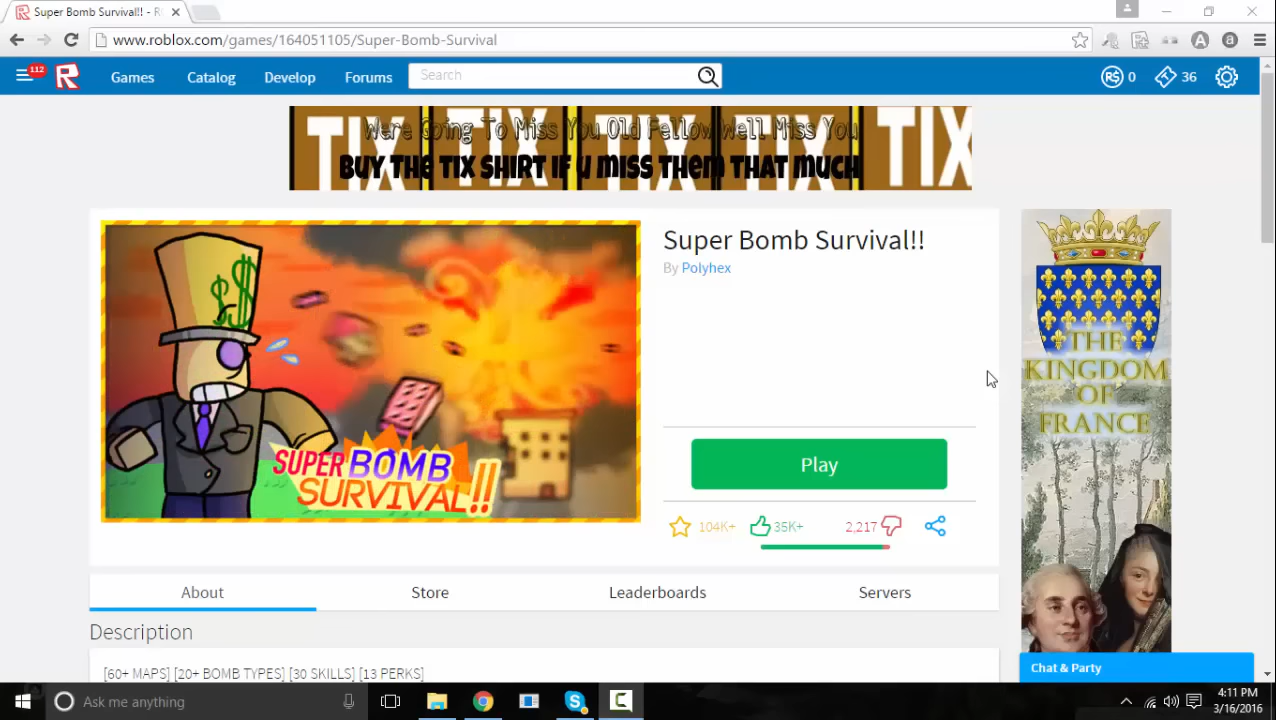 Super Bomb Survival!! - R
www.roblox.com/games/164051105/Super-Bomb-Survival
112
R
Games
Catalog
Develop
Forums
Search
R$ 0
36
TIX TIX TIX TIX TIX
Were Going To Miss You Old Fellow Well Miss You
BUY THE TIX SHIRT IF U MISS THEM THAT MUCH
$$
SUPER BOMB
SURVIVAL!!
Super Bomb Survival!!
By Polyhex
Play
104K+
35K+
2,217
THE
KINGDOM
OF
FRANCE
About
Store
Leaderboards
Servers
Description
[60+ MAPS] [20+ BOMB TYPES] [30 SKILLS] [13 PERKS]
Chat & Party
Ask me anything
4:11 PM
3/16/2016